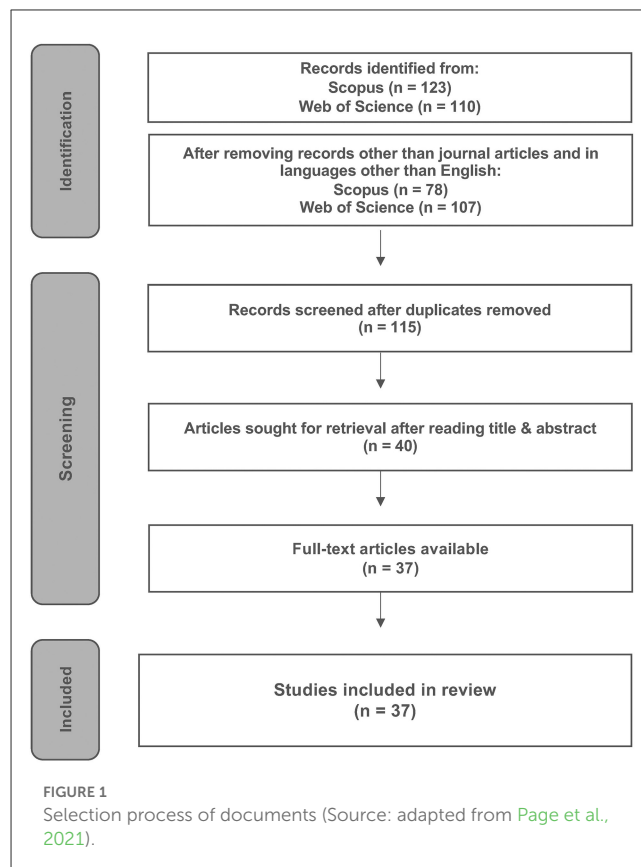 Identification
Records identified from:
Scopus (n = 123)
Web of Science (n = 110)
After removing records other than journal articles and in
languages other than English:
Scopus (n = 78)
Web of Science (n = 107)
Screening
Records screened after duplicates removed
(n = 115)
Articles sought for retrieval after reading title & abstract
(n = 40)
Full-text articles available
(n = 37)
Included
Studies included in review
(n = 37)
FIGURE 1
Selection process of documents (Source: adapted from Page et al.,
2021).